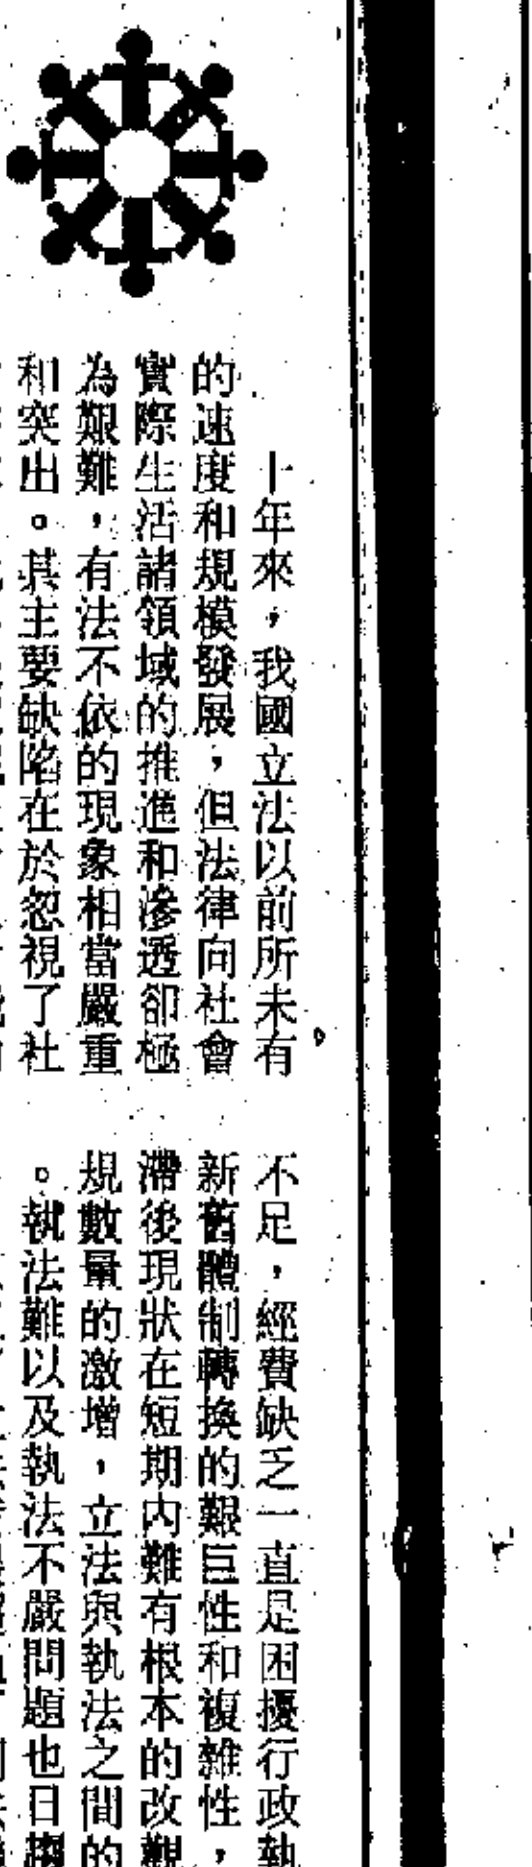 十年來，我國立法以前所未有
的速度和規模發展，但法律向社會
實際生活諸領域的推進和滲透卻極
為艱難，有法不依的現象相當嚴重
和突出。其主要缺陷在於忽視了社
不足，經費缺乏一直是困擾行政執
新舊體制轉換的艱巨性和複雜性，
滯後現狀在短期內難有根本的改觀
規數量的激增，立法與執法之間的
。執法難以及執法不嚴問題也日趨